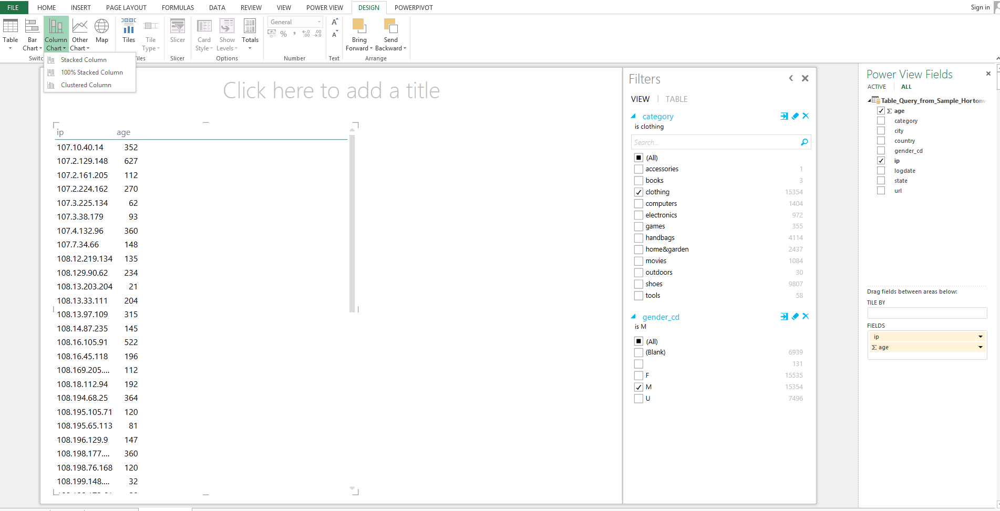 FILE HOME INSERT PAGE LAYOUT FORMULAS DATA REVIEW VIEW POWER VIEW DESIGN POWERPIVOT Sign in
Table Bar Chart Column Chart Other Chart Map Tiles Tile Type Slicer Card Style Show Levels Totals General % , Bring Forward Send Backward
Slicer Options Number Text Arrange
Stacked Column
100% Stacked Column
Clustered Column
Click here to add a title
ip age
107.10.40.14 352
107.2.129.148 627
107.2.161.205 112
107.2.224.162 270
107.3.225.134 62
107.3.38.179 93
107.4.132.96 360
107.7.34.66 148
108.12.219.134 135
108.129.90.62 234
108.13.203.204 21
108.13.33.111 204
108.13.97.109 315
108.14.87.235 145
108.16.105.91 522
108.16.45.118 196
108.169.205.... 112
108.18.112.94 192
108.194.68.25 364
108.195.105.71 120
108.195.65.113 81
108.196.129.9 147
108.198.177.... 360
108.198.76.168 120
108.199.148.... 32
Filters
VIEW | TABLE
category
is clothing
Search...
(All)
accessories 1
books 3
clothing 15354
computers 1404
electronics 972
games 355
handbags 4114
home&garden 2437
movies 1084
outdoors 30
shoes 9807
tools 58
gender_cd
is M
(All)
(Blank) 6939
131
F 15535
M 15354
U 7496
Power View Fields
ACTIVE ALL
Table_Query_from_Sample_Horton
Σ age
category
city
country
gender_cd
ip
logdate
state
url
Drag fields between areas below:
TILE BY
FIELDS
ip
Σ age